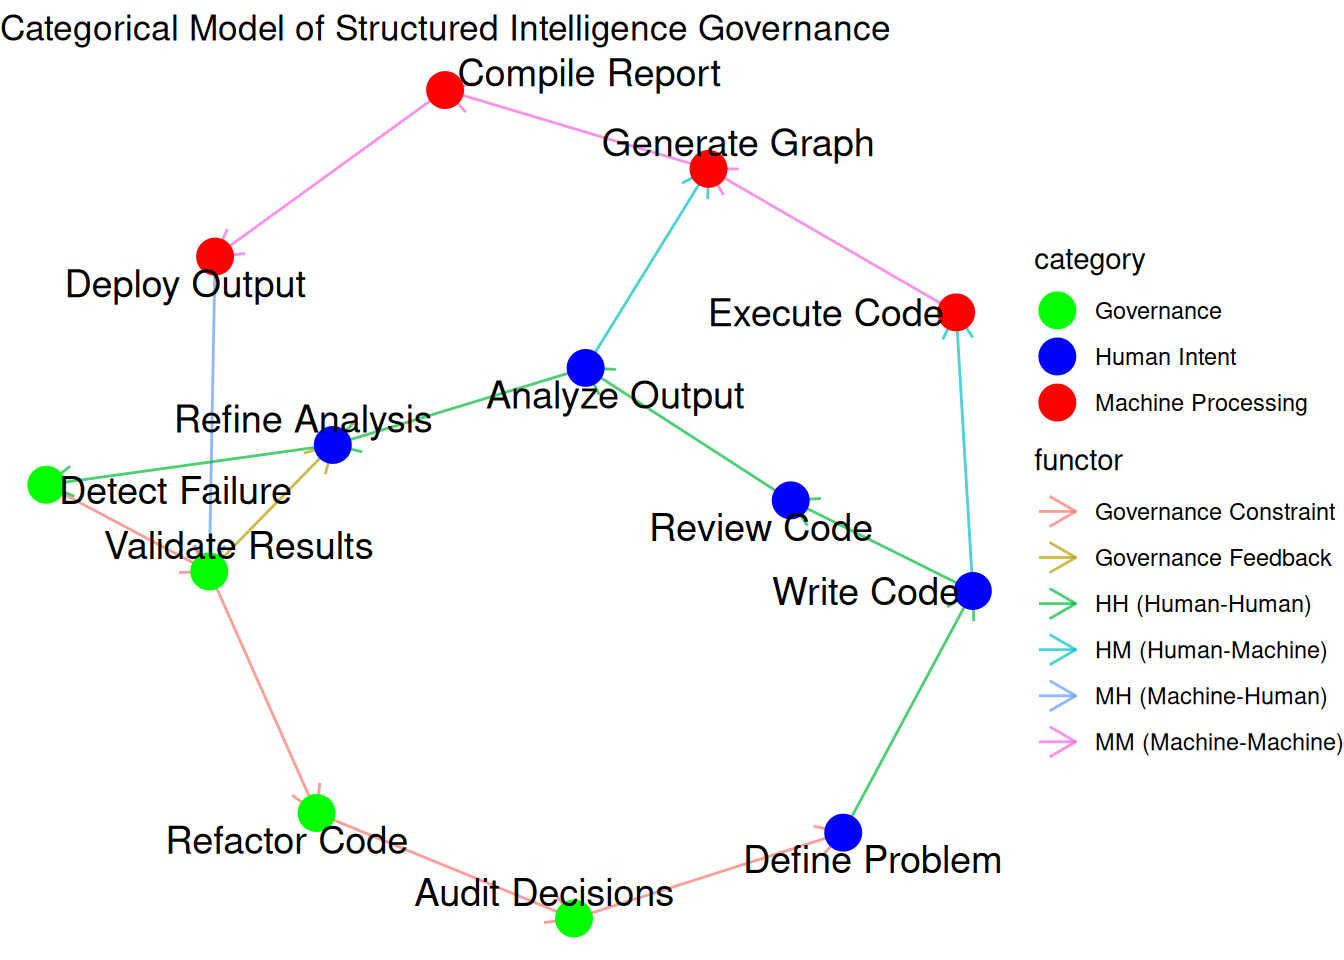 Categorical Model of Structured Intelligence Governance
Compile Report
Generate Graph
Deploy Output
Execute Code
Analyze Output
Refine Analysis
Detect Failure
Validate Results
Review Code
Write Code
Refactor Code
Audit Decisions
Define Problem
category
Governance
Human Intent
Machine Processing
functor
Governance Constraint
Governance Feedback
HH (Human-Human)
HM (Human-Machine)
MH (Machine-Human)
MM (Machine-Machine)